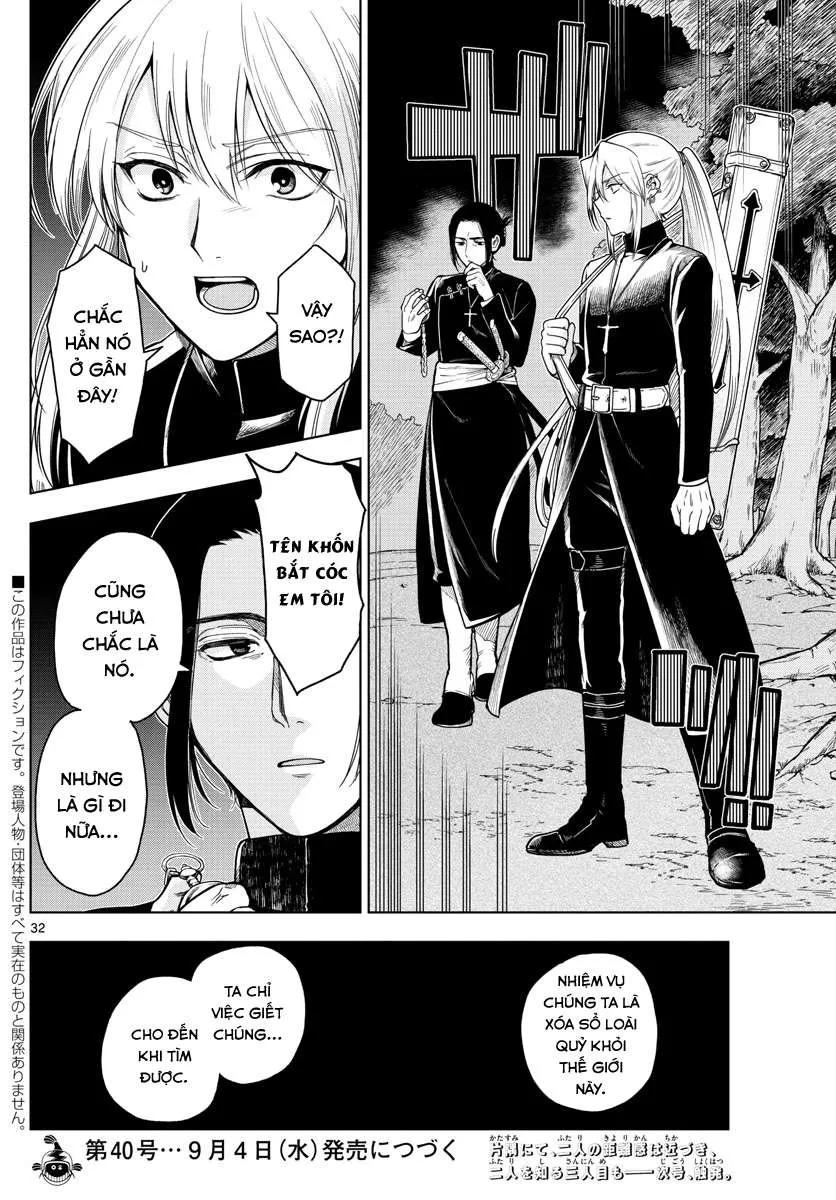 ザッ
VẬY
SAO?!
CHẮC
HẲN NÓ
Ở GẦN
ĐÂY!
TÊN KHỐN
BẮT CÓC
EM TÔI!
CŨNG
CHƯA
CHẮC LÀ
NÓ.
NHƯNG
LÀ GÌ ĐI
NỮA...
NHIỆM VỤ
CHÚNG TA LÀ
XÓA SỔ LOÀI
QUỶ KHỎI
THẾ GIỚI
NÀY.
TA CHỈ
VIỆC GIẾT
CHÚNG...
CHO ĐẾN
KHI TÌM
ĐƯỢC.
32
■この作品はフィクションです。登場人物・団体等はすべて実在のものと関係ありません。
第40号…9月4日(水)発売につづく
片隅にて、二人の距離感は近づき、
二人を知る三人目も――次号、触発。